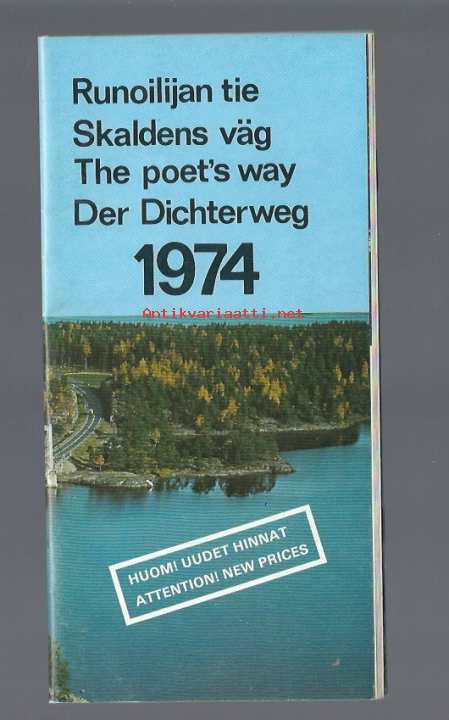 Runoilijan tie
Skaldens väg
The poet's way
Der Dichterweg
1974
Antikvariaatti.net
HUOM! UUDET HINNAT
ATTENTION! NEW PRICES